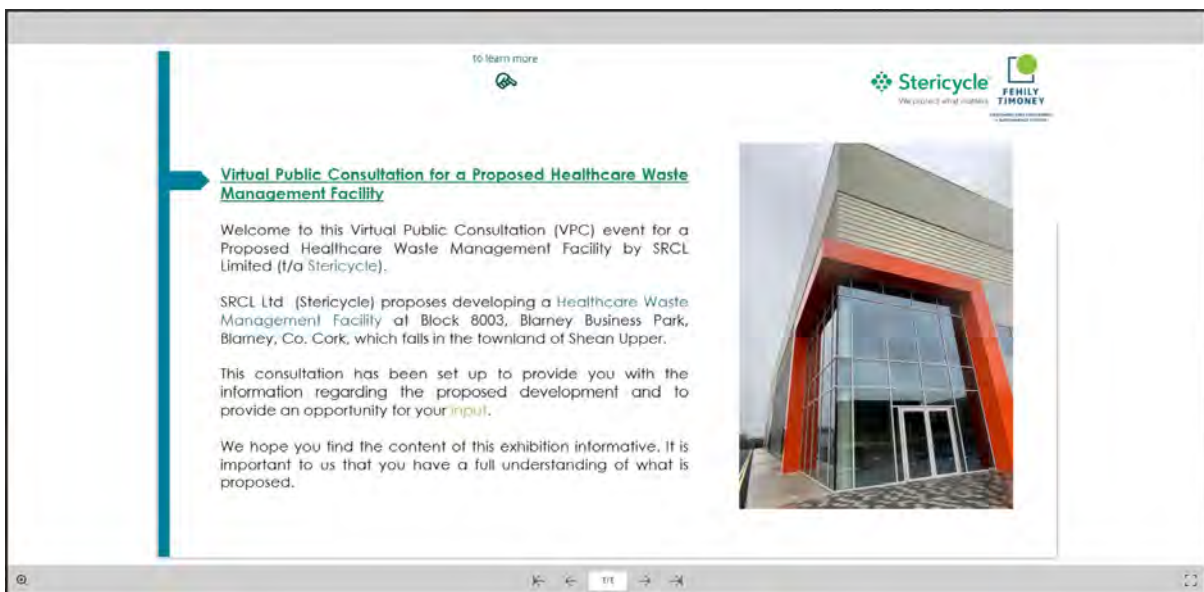 to learn more
Stericycle
We protect what matters
FEHILY
TIMONEY
Virtual Public Consultation for a Proposed Healthcare Waste
Management Facility
Welcome to this Virtual Public Consultation (VPC) event for a
Proposed Healthcare Waste Management Facility by SRCL
Limited (t/a Stericycle).
SRCL Ltd (Stericycle) proposes developing a Healthcare Waste
Management Facility at Block 8003, Blarney Business Park,
Blarney, Co. Cork, which falls in the townland of Shean Upper.
This consultation has been set up to provide you with the
information regarding the proposed development and to
provide an opportunity for your input.
We hope you find the content of this exhibition informative. It is
important to us that you have a full understanding of what is
proposed.
1/1